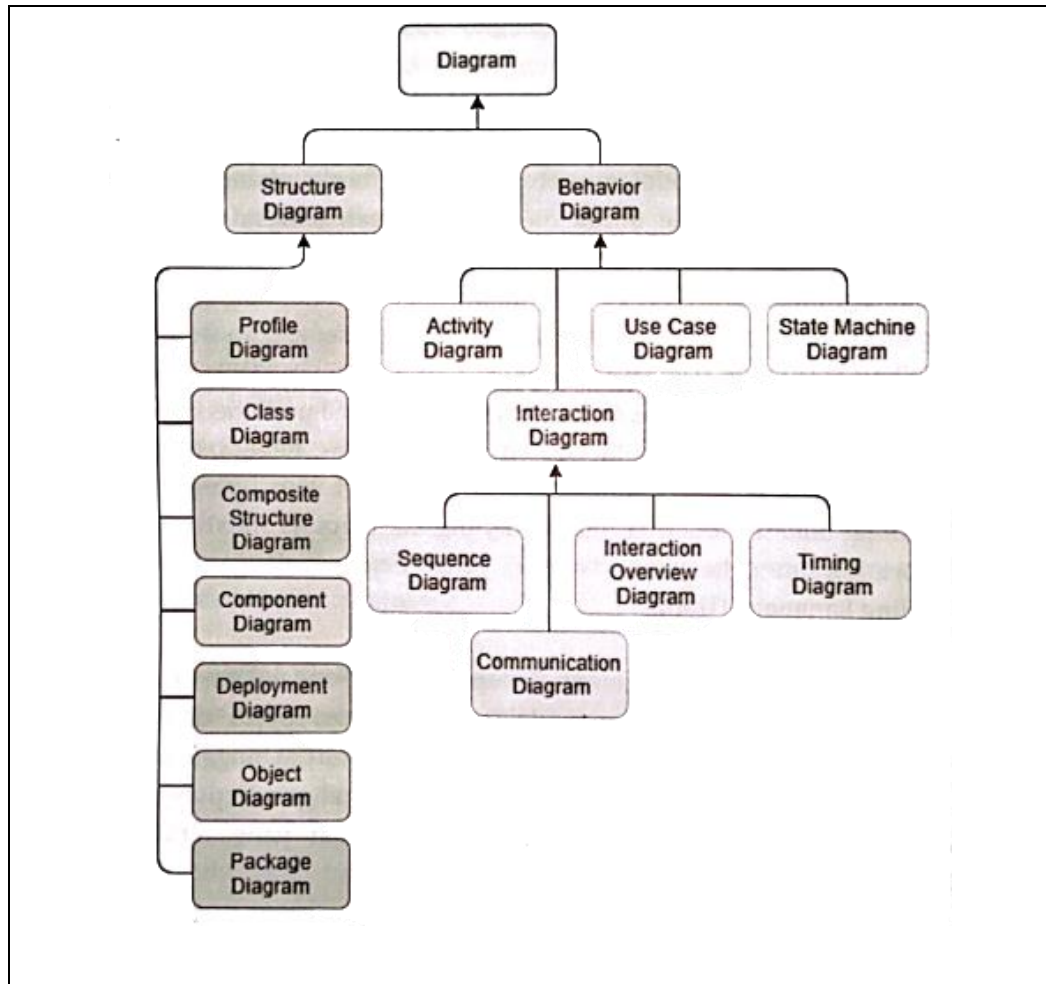 Diagram
Structure
Diagram
Behavior
Diagram
Profile
Diagram
Class
Diagram
Composite
Structure
Diagram
Component
Diagram
Deployment
Diagram
Object
Diagram
Package
Diagram
Activity
Diagram
Use Case
Diagram
State Machine
Diagram
Interaction
Diagram
Sequence
Diagram
Interaction
Overview
Diagram
Timing
Diagram
Communication
Diagram